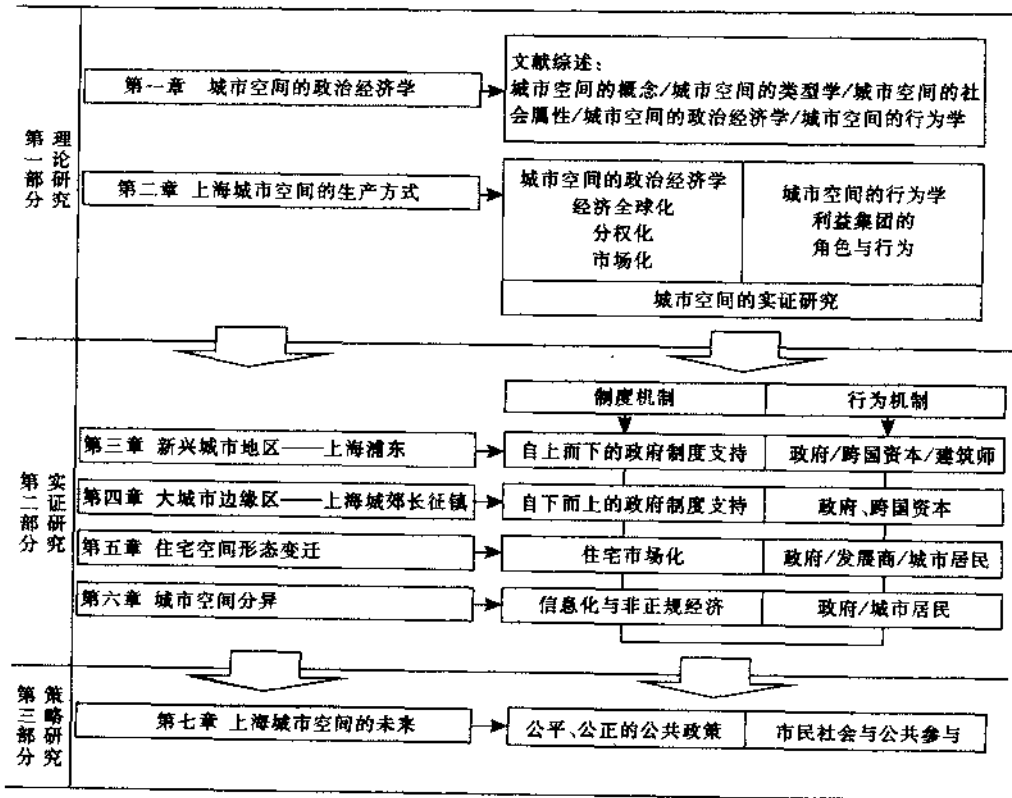 第一部分
理论研究
第一章 城市空间的政治经济学
文献综述：
城市空间的概念/城市空间的类型学/城市空间的社
会属性/城市空间的政治经济学/城市空间的行为学
第二章 上海城市空间的生产方式
城市空间的政治经济学
经济全球化
分权化
市场化
城市空间的行为学
利益集团的
角色与行为
城市空间的实证研究
第二部分
实证研究
制度机制
行为机制
第三章 新兴城市地区——上海浦东
自上而下的政府制度支持
政府/跨国资本/建筑师
第四章 大城市边缘区——上海城郊长征镇
自下而上的政府制度支持
政府、跨国资本
第五章 住宅空间形态变迁
住宅市场化
政府/发展商/城市居民
第六章 城市空间分异
信息化与非正规经济
政府/城市居民
第三部分
策略研究
第七章 上海城市空间的未来
公平、公正的公共政策
市民社会与公共参与